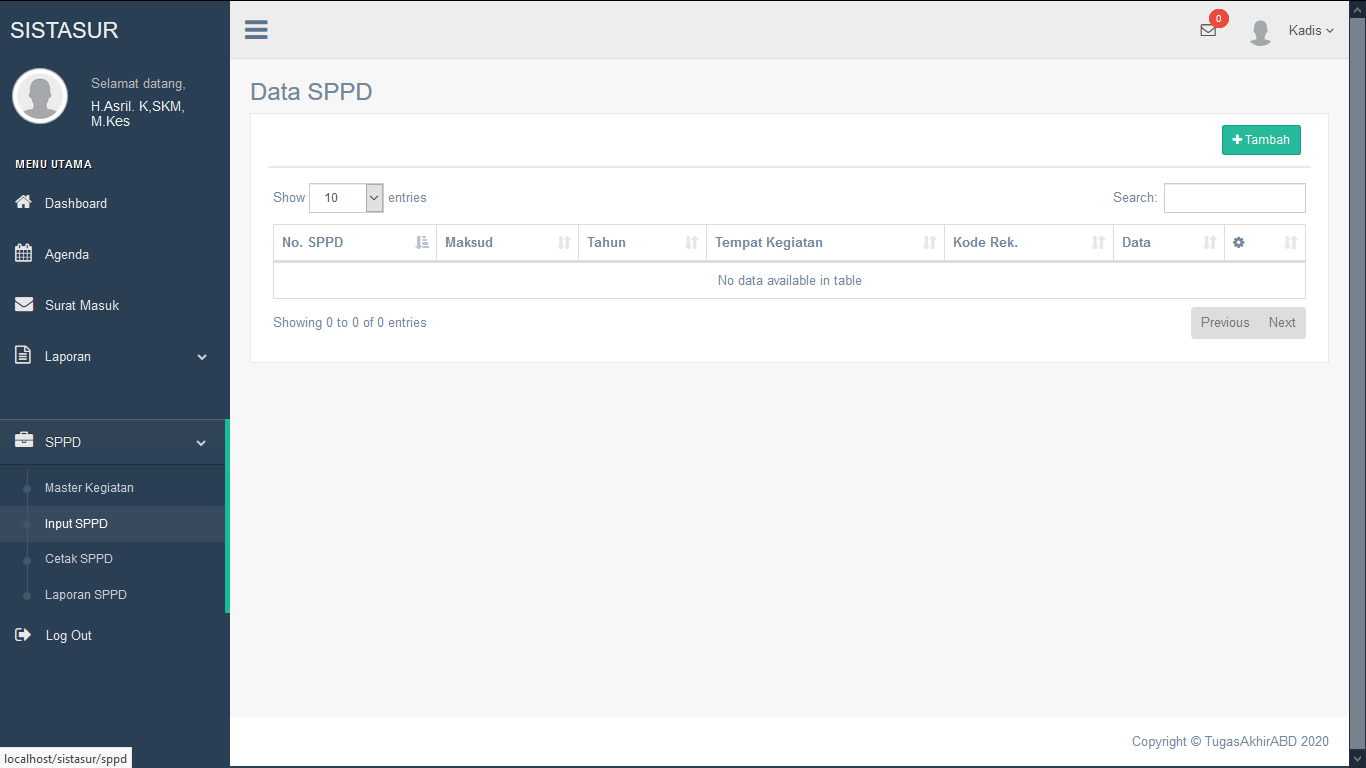 SISTASUR
0
Kadis
Selamat datang,
H.Asril. K,SKM,
M.Kes
MENU UTAMA
Dashboard
Agenda
Surat Masuk
Laporan
SPPD
Master Kegiatan
Input SPPD
Cetak SPPD
Laporan SPPD
Log Out
Data SPPD
Tambah
Show 10 entries
Search:
No. SPPD Maksud Tahun Tempat Kegiatan Kode Rek. Data
No data available in table
Showing 0 to 0 of 0 entries
Previous Next
Copyright © TugasAkhirABD 2020
localhost/sistasur/sppd